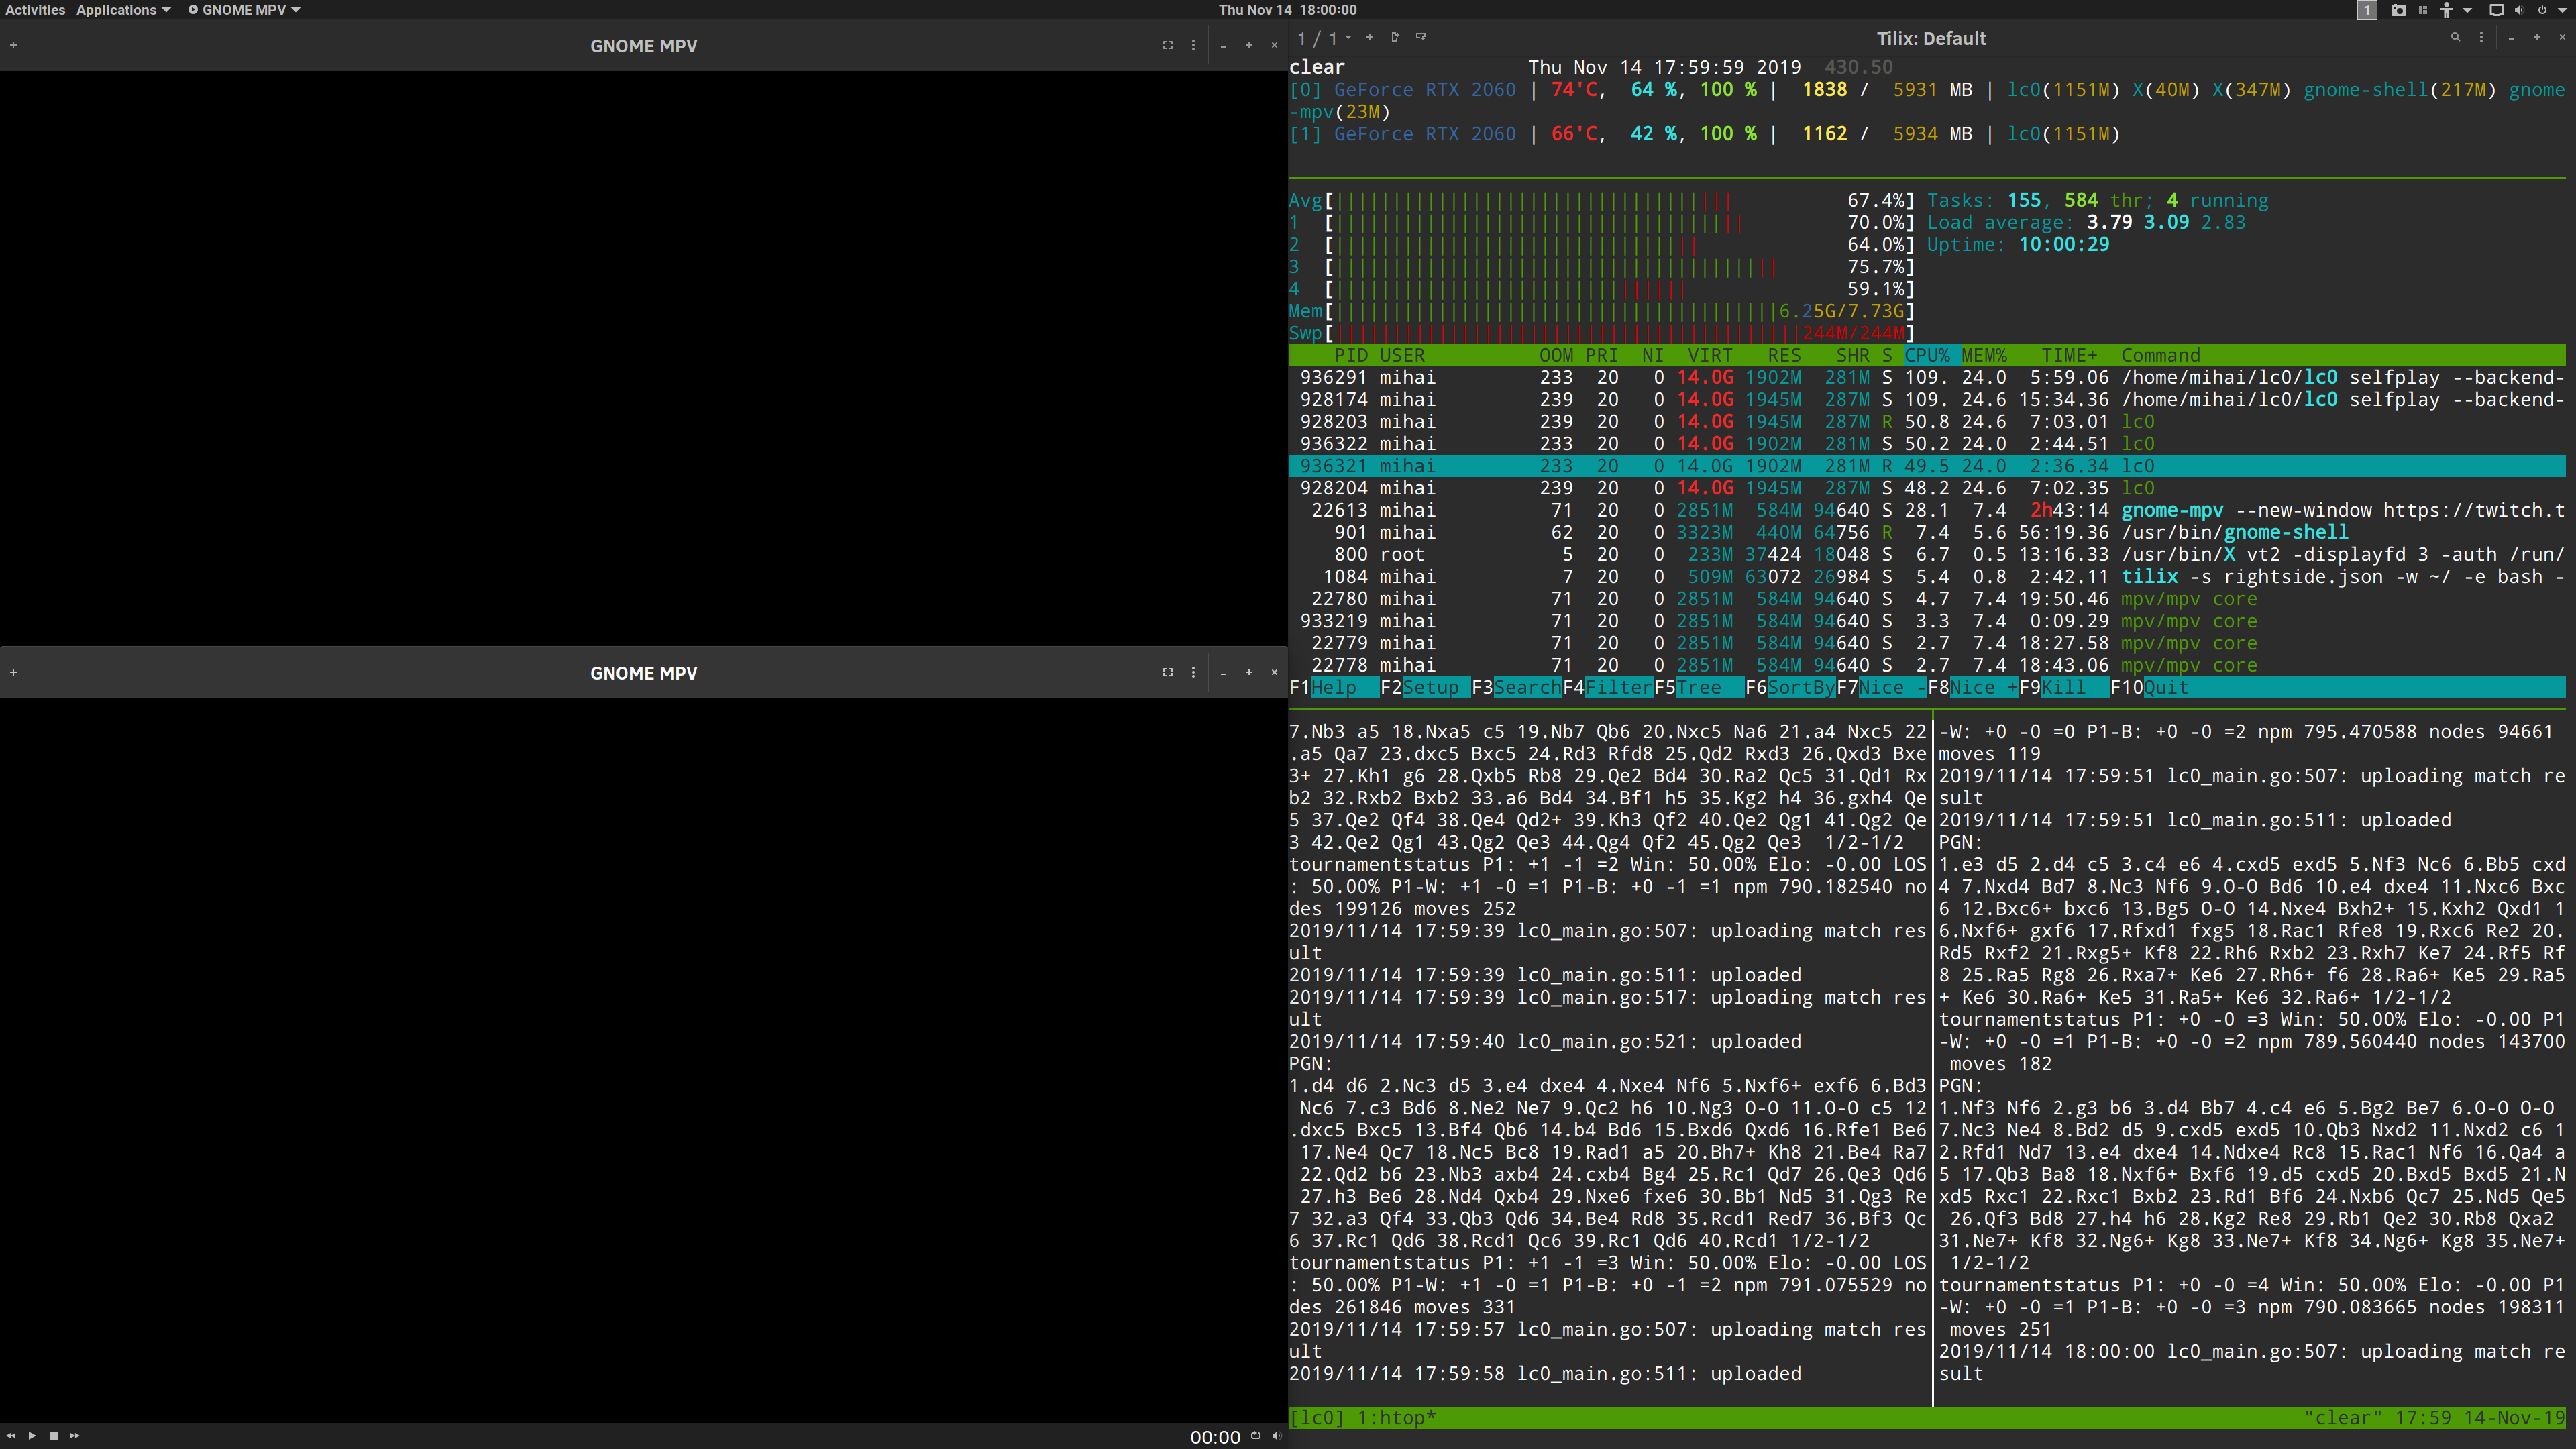 Activities Applications GNOME MPV Thu Nov 14 18:00:00 1
GNOME MPV
GNOME MPV
00:00
1 / 1 Tilix: Default
clear Thu Nov 14 17:59:59 2019 430.50
[0] GeForce RTX 2060 | 74'C, 64 %, 100 % | 1838 / 5931 MB | lc0(1151M) X(40M) X(347M) gnome-shell(217M) gnome
-mpv(23M)
[1] GeForce RTX 2060 | 66'C, 42 %, 100 % | 1162 / 5934 MB | lc0(1151M)
Avg[ 67.4%] Tasks: 155, 584 thr; 4 running
1 [ 70.0%] Load average: 3.79 3.09 2.83
2 [ 64.0%] Uptime: 10:00:29
3 [ 75.7%]
4 [ 59.1%]
Mem[ 6.25G/7.73G]
Swp[ 244M/244M]
PID USER OOM PRI NI VIRT RES SHR S CPU% MEM% TIME+ Command
936291 mihai 233 20 0 14.0G 1902M 281M S 109. 24.0 5:59.06 /home/mihai/lc0/lc0 selfplay --backend-
928174 mihai 239 20 0 14.0G 1945M 287M S 109. 24.6 15:34.36 /home/mihai/lc0/lc0 selfplay --backend-
928203 mihai 239 20 0 14.0G 1945M 287M R 50.8 24.6 7:03.01 lc0
936322 mihai 233 20 0 14.0G 1902M 281M S 50.2 24.0 2:44.51 lc0
936321 mihai 233 20 0 14.0G 1902M 281M R 49.5 24.0 2:36.34 lc0
928204 mihai 239 20 0 14.0G 1945M 287M S 48.2 24.6 7:02.35 lc0
22613 mihai 71 20 0 2851M 584M 94640 S 28.1 7.4 2h43:14 gnome-mpv --new-window https://twitch.t
901 mihai 62 20 0 3323M 440M 64756 R 7.4 5.6 56:19.36 /usr/bin/gnome-shell
800 root 5 20 0 233M 37424 18048 S 6.7 0.5 13:16.33 /usr/bin/X vt2 -displayfd 3 -auth /run/
1084 mihai 7 20 0 509M 63072 26984 S 5.4 0.8 2:42.11 tilix -s rightside.json -w ~/ -e bash -
22780 mihai 71 20 0 2851M 584M 94640 S 4.7 7.4 19:50.46 mpv/mpv core
933219 mihai 71 20 0 2851M 584M 94640 S 3.3 7.4 0:09.29 mpv/mpv core
22779 mihai 71 20 0 2851M 584M 94640 S 2.7 7.4 18:27.58 mpv/mpv core
22778 mihai 71 20 0 2851M 584M 94640 S 2.7 7.4 18:43.06 mpv/mpv core
F1Help F2Setup F3SearchF4FilterF5Tree F6SortByF7Nice -F8Nice +F9Kill F10Quit
7.Nb3 a5 18.Nxa5 c5 19.Nb7 Qb6 20.Nxc5 Na6 21.a4 Nxc5 22
.a5 Qa7 23.dxc5 Bxc5 24.Rd3 Rfd8 25.Qd2 Rxd3 26.Qxd3 Bxe
3+ 27.Kh1 g6 28.Qxb5 Rb8 29.Qe2 Bd4 30.Ra2 Qc5 31.Qd1 Rx
b2 32.Rxb2 Bxb2 33.a6 Bd4 34.Bf1 h5 35.Kg2 h4 36.gxh4 Qe
5 37.Qe2 Qf4 38.Qe4 Qd2+ 39.Kh3 Qf2 40.Qe2 Qg1 41.Qg2 Qe
3 42.Qe2 Qg1 43.Qg2 Qe3 44.Qg4 Qf2 45.Qg2 Qe3 1/2-1/2
tournamentstatus P1: +1 -1 =2 Win: 50.00% Elo: -0.00 LOS
: 50.00% P1-W: +1 -0 =1 P1-B: +0 -1 =1 npm 790.182540 no
des 199126 moves 252
2019/11/14 17:59:39 lc0_main.go:507: uploading match res
ult
2019/11/14 17:59:39 lc0_main.go:511: uploaded
2019/11/14 17:59:39 lc0_main.go:517: uploading match res
ult
2019/11/14 17:59:40 lc0_main.go:521: uploaded
PGN:
1.d4 d6 2.Nc3 d5 3.e4 dxe4 4.Nxe4 Nf6 5.Nxf6+ exf6 6.Bd3
Nc6 7.c3 Bd6 8.Ne2 Ne7 9.Qc2 h6 10.Ng3 O-O 11.O-O c5 12
.dxc5 Bxc5 13.Bf4 Qb6 14.b4 Bd6 15.Bxd6 Qxd6 16.Rfe1 Be6
17.Ne4 Qc7 18.Nc5 Bc8 19.Rad1 a5 20.Bh7+ Kh8 21.Be4 Ra7
22.Qd2 b6 23.Nb3 axb4 24.cxb4 Bg4 25.Rc1 Qd7 26.Qe3 Qd6
27.h3 Be6 28.Nd4 Qxb4 29.Nxe6 fxe6 30.Bb1 Nd5 31.Qg3 Re
7 32.a3 Qf4 33.Qb3 Qd6 34.Be4 Rd8 35.Rcd1 Red7 36.Bf3 Qc
6 37.Rc1 Qd6 38.Rcd1 Qc6 39.Rc1 Qd6 40.Rcd1 1/2-1/2
tournamentstatus P1: +1 -1 =3 Win: 50.00% Elo: -0.00 LOS
: 50.00% P1-W: +1 -0 =1 P1-B: +0 -1 =2 npm 791.075529 no
des 261846 moves 331
2019/11/14 17:59:57 lc0_main.go:507: uploading match res
ult
2019/11/14 17:59:58 lc0_main.go:511: uploaded
-W: +0 -0 =0 P1-B: +0 -0 =2 npm 795.470588 nodes 94661
moves 119
2019/11/14 17:59:51 lc0_main.go:507: uploading match re
sult
2019/11/14 17:59:51 lc0_main.go:511: uploaded
PGN:
1.e3 d5 2.d4 c5 3.c4 e6 4.cxd5 exd5 5.Nf3 Nc6 6.Bb5 cxd
4 7.Nxd4 Bd7 8.Nc3 Nf6 9.O-O Bd6 10.e4 dxe4 11.Nxc6 Bxc
6 12.Bxc6+ bxc6 13.Bg5 O-O 14.Nxe4 Bxh2+ 15.Kxh2 Qxd1 1
6.Nxf6+ gxf6 17.Rfxd1 fxg5 18.Rac1 Rfe8 19.Rxc6 Re2 20.
Rd5 Rxf2 21.Rxg5+ Kf8 22.Rh6 Rxb2 23.Rxh7 Ke7 24.Rf5 Rf
8 25.Ra5 Rg8 26.Rxa7+ Ke6 27.Rh6+ f6 28.Ra6+ Ke5 29.Ra5
+ Ke6 30.Ra6+ Ke5 31.Ra5+ Ke6 32.Ra6+ 1/2-1/2
tournamentstatus P1: +0 -0 =3 Win: 50.00% Elo: -0.00 P1
-W: +0 -0 =1 P1-B: +0 -0 =2 npm 789.560440 nodes 143700
moves 182
PGN:
1.Nf3 Nf6 2.g3 b6 3.d4 Bb7 4.c4 e6 5.Bg2 Be7 6.O-O O-O
7.Nc3 Ne4 8.Bd2 d5 9.cxd5 exd5 10.Qb3 Nxd2 11.Nxd2 c6 1
2.Rfd1 Nd7 13.e4 dxe4 14.Ndxe4 Rc8 15.Rac1 Nf6 16.Qa4 a
5 17.Qb3 Ba8 18.Nxf6+ Bxf6 19.d5 cxd5 20.Bxd5 Bxd5 21.N
xd5 Rxc1 22.Rxc1 Bxb2 23.Rd1 Bf6 24.Nxb6 Qc7 25.Nd5 Qe5
26.Qf3 Bd8 27.h4 h6 28.Kg2 Re8 29.Rb1 Qe2 30.Rb8 Qxa2
31.Ne7+ Kf8 32.Ng6+ Kg8 33.Ne7+ Kf8 34.Ng6+ Kg8 35.Ne7+
1/2-1/2
tournamentstatus P1: +0 -0 =4 Win: 50.00% Elo: -0.00 P1
-W: +0 -0 =1 P1-B: +0 -0 =3 npm 790.083665 nodes 198311
moves 251
2019/11/14 18:00:00 lc0_main.go:507: uploading match re
sult
[lc0] 1:htop* "clear" 17:59 14-Nov-19